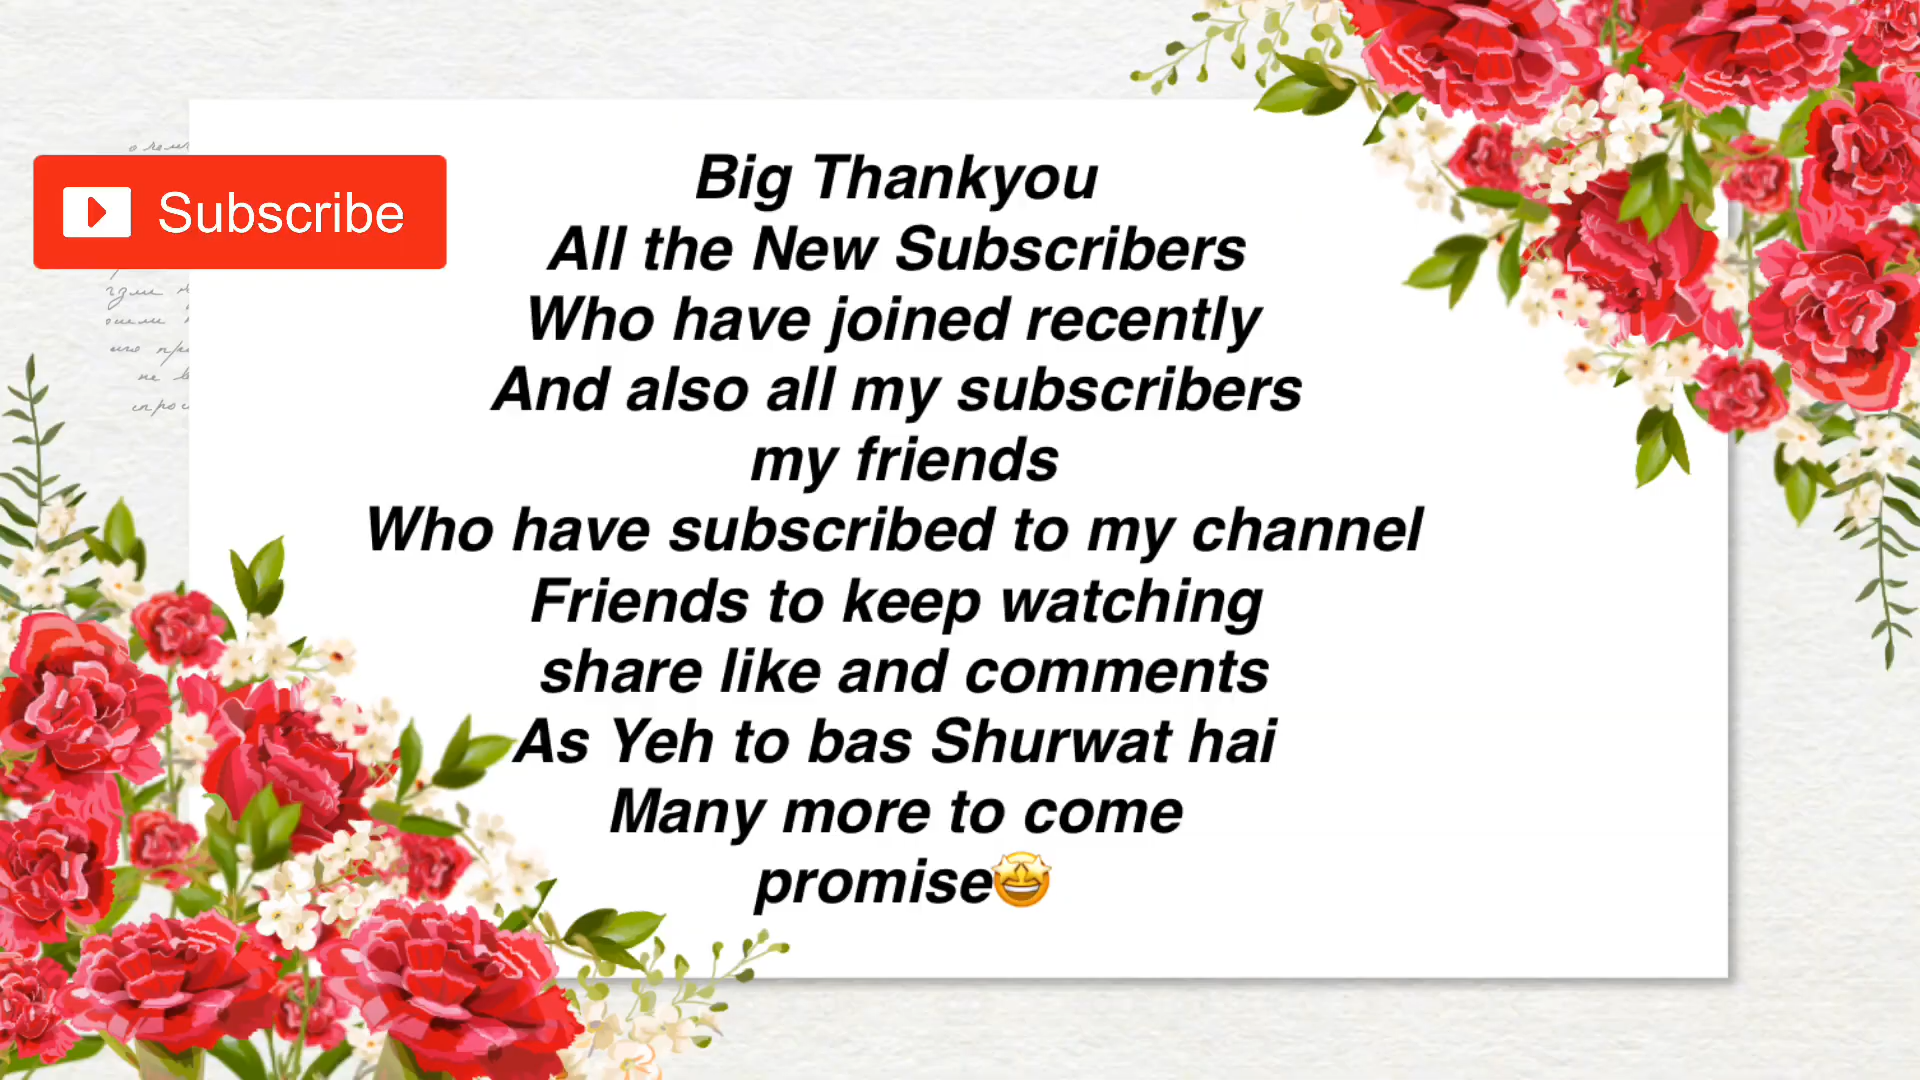 Subscribe
Big Thankyou
All the New Subscribers
Who have joined recently
And also all my subscribers
my friends
Who have subscribed to my channel
Friends to keep watching
share like and comments
As Yeh to bas Shurwat hai
Many more to come
promise🤩